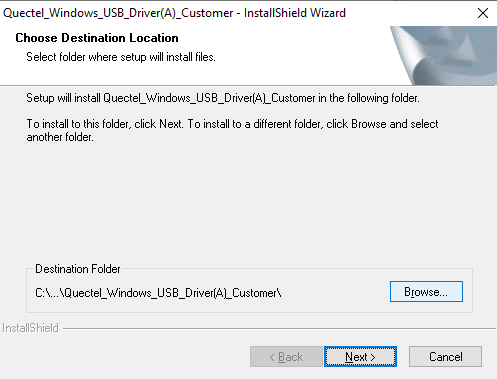 Quectel_Windows_USB_Driver(A)_Customer - InstallShield Wizard
Choose Destination Location
Select folder where setup will install files.
Setup will install Quectel_Windows_USB_Driver(A)_Customer in the following folder.
To install to this folder, click Next. To install to a different folder, click Browse and select
another folder.
Destination Folder
C:\...\Quectel_Windows_USB_Driver(A)_Customer\
Browse...
InstallShield
< Back
Next >
Cancel